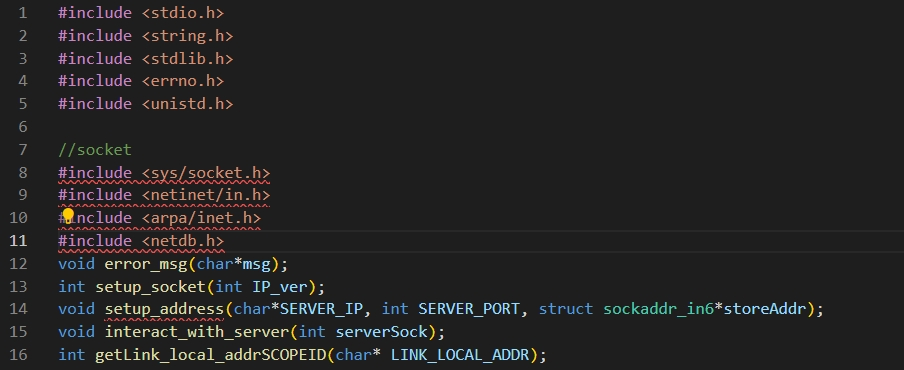 1 #include <stdio.h>
2 #include <string.h>
3 #include <stdlib.h>
4 #include <errno.h>
5 #include <unistd.h>
6
7 //socket
8 #include <sys/socket.h>
9 #include <netinet/in.h>
10 #include <arpa/inet.h>
11 #include <netdb.h>
12 void error_msg(char*msg);
13 int setup_socket(int IP_ver);
14 void setup_address(char*SERVER_IP, int SERVER_PORT, struct sockaddr_in6*storeAddr);
15 void interact_with_server(int serverSock);
16 int getLink_local_addrSCOPEID(char* LINK_LOCAL_ADDR);